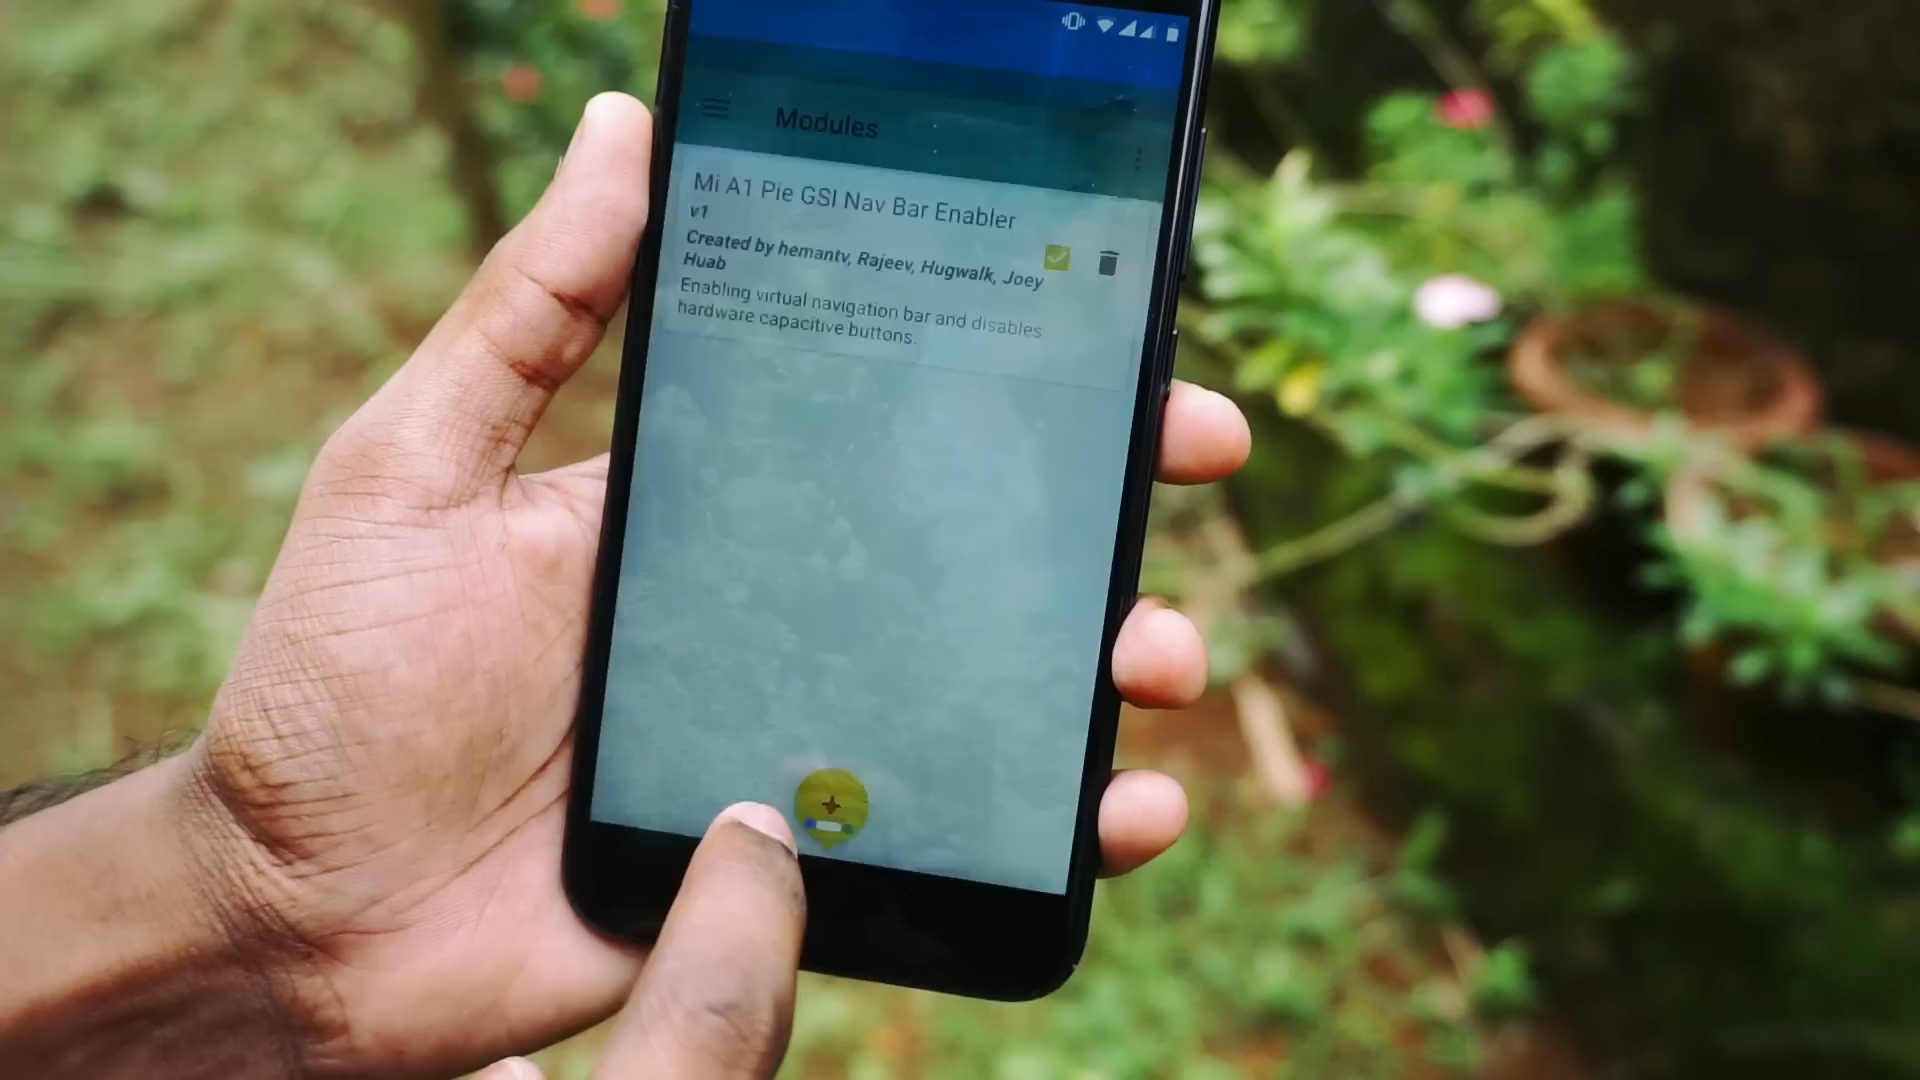 Modules
Mi A1 Pie GSI Nav Bar Enabler
v1
Created by hemantv, Rajeev, Hugwalk, Joey
Huab
Enabling virtual navigation bar and disables
hardware capacitive buttons.